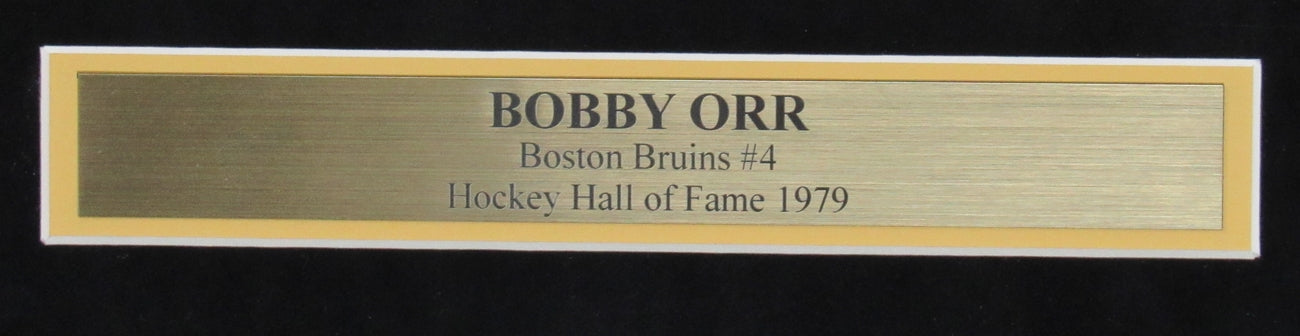 BOBBY ORR
Boston Bruins #4
Hockey Hall of Fame 1979